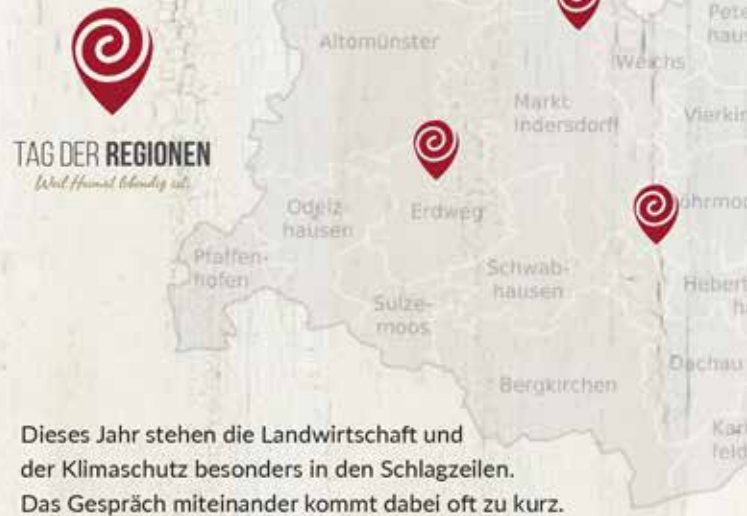 Altomünster
Weichs
Markt
Indersdorf
TAG DER REGIONEN
Weil Heimat lebendig ist.
Odelz-
hausen
Erdweg
Pfaffen-
hofen
Schwab-
hausen
Sulze-
moos
Dachau
Bergkirchen
Dieses Jahr stehen die Landwirtschaft und
der Klimaschutz besonders in den Schlagzeilen.
Das Gespräch miteinander kommt dabei oft zu kurz.